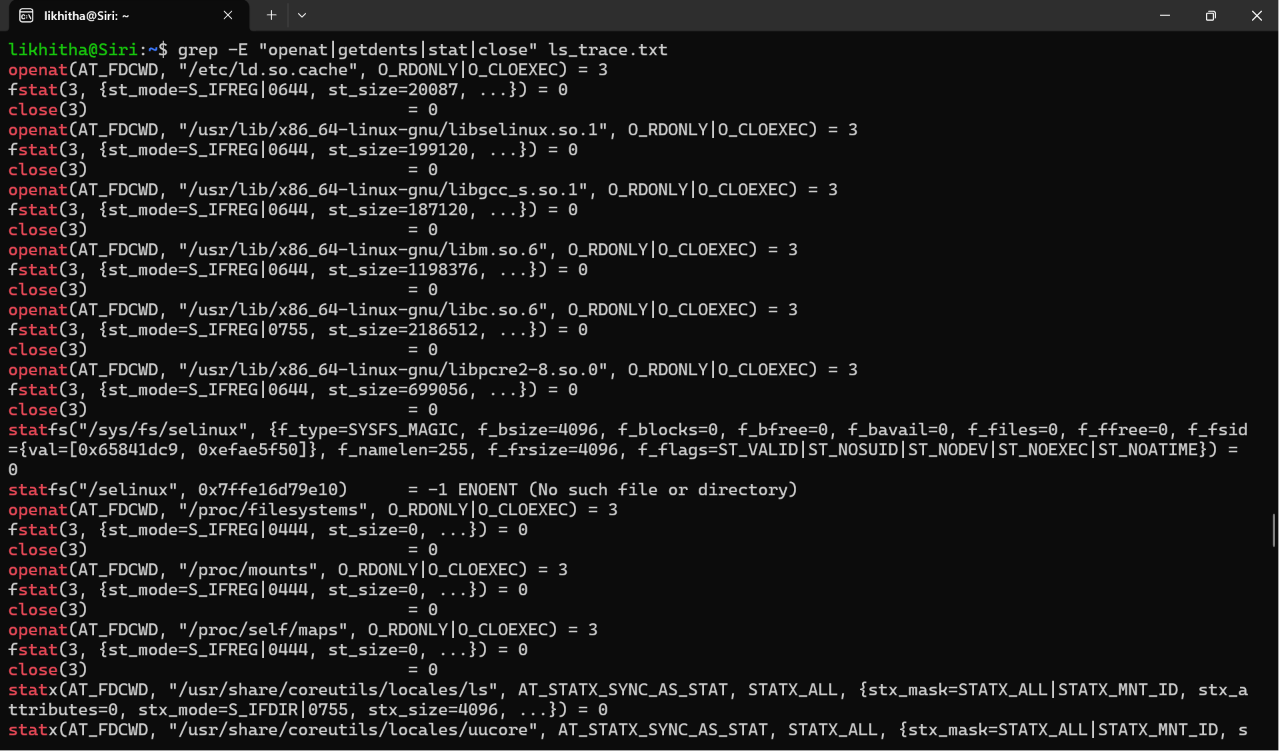 likhitha@Siri: ~
likhitha@Siri:~$ grep -E "openat|getdents|stat|close" ls_trace.txt
openat(AT_FDCWD, "/etc/ld.so.cache", O_RDONLY|O_CLOEXEC) = 3
fstat(3, {st_mode=S_IFREG|0644, st_size=20087, ...}) = 0
close(3)                                = 0
openat(AT_FDCWD, "/usr/lib/x86_64-linux-gnu/libselinux.so.1", O_RDONLY|O_CLOEXEC) = 3
fstat(3, {st_mode=S_IFREG|0644, st_size=199120, ...}) = 0
close(3)                                = 0
openat(AT_FDCWD, "/usr/lib/x86_64-linux-gnu/libgcc_s.so.1", O_RDONLY|O_CLOEXEC) = 3
fstat(3, {st_mode=S_IFREG|0644, st_size=187120, ...}) = 0
close(3)                                = 0
openat(AT_FDCWD, "/usr/lib/x86_64-linux-gnu/libm.so.6", O_RDONLY|O_CLOEXEC) = 3
fstat(3, {st_mode=S_IFREG|0644, st_size=1198376, ...}) = 0
close(3)                                = 0
openat(AT_FDCWD, "/usr/lib/x86_64-linux-gnu/libc.so.6", O_RDONLY|O_CLOEXEC) = 3
fstat(3, {st_mode=S_IFREG|0755, st_size=2186512, ...}) = 0
close(3)                                = 0
openat(AT_FDCWD, "/usr/lib/x86_64-linux-gnu/libpcre2-8.so.0", O_RDONLY|O_CLOEXEC) = 3
fstat(3, {st_mode=S_IFREG|0644, st_size=699056, ...}) = 0
close(3)                                = 0
statfs("/sys/fs/selinux", {f_type=SYSFS_MAGIC, f_bsize=4096, f_blocks=0, f_bfree=0, f_bavail=0, f_files=0, f_ffree=0, f_fsid
={val=[0x65841dc9, 0xefae5f50]}, f_namelen=255, f_frsize=4096, f_flags=ST_VALID|ST_NOSUID|ST_NODEV|ST_NOEXEC|ST_NOATIME}) =
0
statfs("/selinux", 0x7ffe16d79e10)      = -1 ENOENT (No such file or directory)
openat(AT_FDCWD, "/proc/filesystems", O_RDONLY|O_CLOEXEC) = 3
fstat(3, {st_mode=S_IFREG|0444, st_size=0, ...}) = 0
close(3)                                = 0
openat(AT_FDCWD, "/proc/mounts", O_RDONLY|O_CLOEXEC) = 3
fstat(3, {st_mode=S_IFREG|0444, st_size=0, ...}) = 0
close(3)                                = 0
openat(AT_FDCWD, "/proc/self/maps", O_RDONLY|O_CLOEXEC) = 3
fstat(3, {st_mode=S_IFREG|0444, st_size=0, ...}) = 0
close(3)                                = 0
statx(AT_FDCWD, "/usr/share/coreutils/locales/ls", AT_STATX_SYNC_AS_STAT, STATX_ALL, {stx_mask=STATX_ALL|STATX_MNT_ID, stx_a
ttributes=0, stx_mode=S_IFDIR|0755, stx_size=4096, ...}) = 0
statx(AT_FDCWD, "/usr/share/coreutils/locales/uucore", AT_STATX_SYNC_AS_STAT, STATX_ALL, {stx_mask=STATX_ALL|STATX_MNT_ID, s